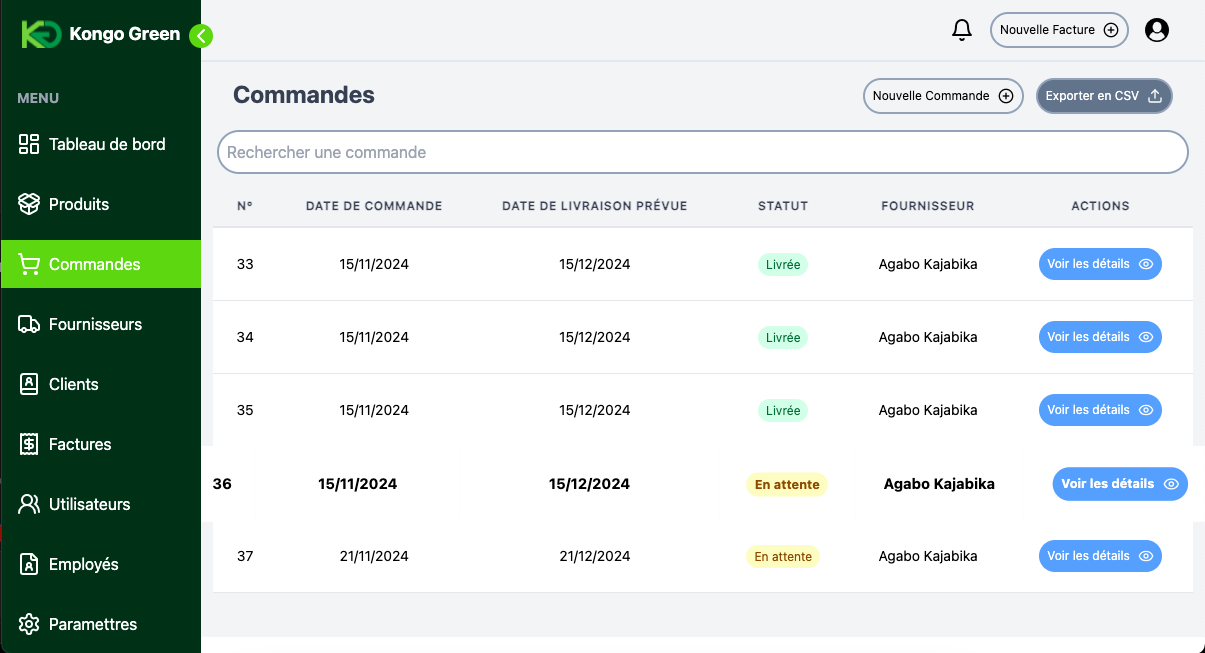 Kongo Green
Nouvelle Facture
MENU
Tableau de bord
Produits
Commandes
Fournisseurs
Clients
Factures
Utilisateurs
Employés
Paramettres
Commandes
Nouvelle Commande
Exporter en CSV
Rechercher une commande
N° DATE DE COMMANDE DATE DE LIVRAISON PRÉVUE STATUT FOURNISSEUR ACTIONS
33 15/11/2024 15/12/2024 Livrée Agabo Kajabika Voir les détails
34 15/11/2024 15/12/2024 Livrée Agabo Kajabika Voir les détails
35 15/11/2024 15/12/2024 Livrée Agabo Kajabika Voir les détails
36 15/11/2024 15/12/2024 En attente Agabo Kajabika Voir les détails
37 21/11/2024 21/12/2024 En attente Agabo Kajabika Voir les détails